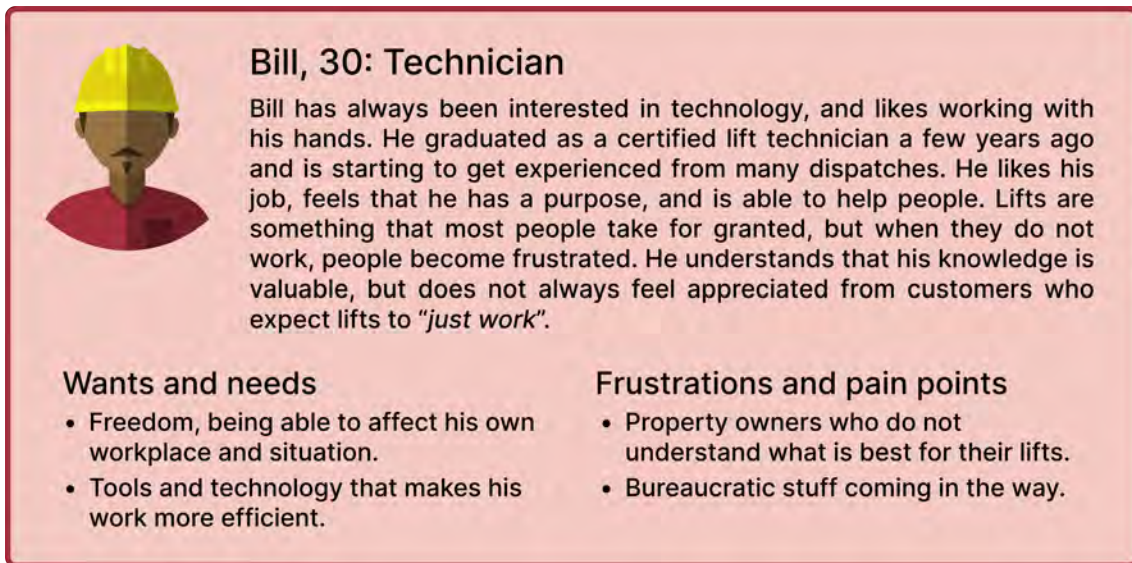 Bill, 30: Technician
Bill has always been interested in technology, and likes working with
his hands. He graduated as a certified lift technician a few years ago
and is starting to get experienced from many dispatches. He likes his
job, feels that he has a purpose, and is able to help people. Lifts are
something that most people take for granted, but when they do not
work, people become frustrated. He understands that his knowledge is
valuable, but does not always feel appreciated from customers who
expect lifts to “just work”.
Wants and needs
• Freedom, being able to affect his own
workplace and situation.
• Tools and technology that makes his
work more efficient.
Frustrations and pain points
• Property owners who do not
understand what is best for their lifts.
• Bureaucratic stuff coming in the way.